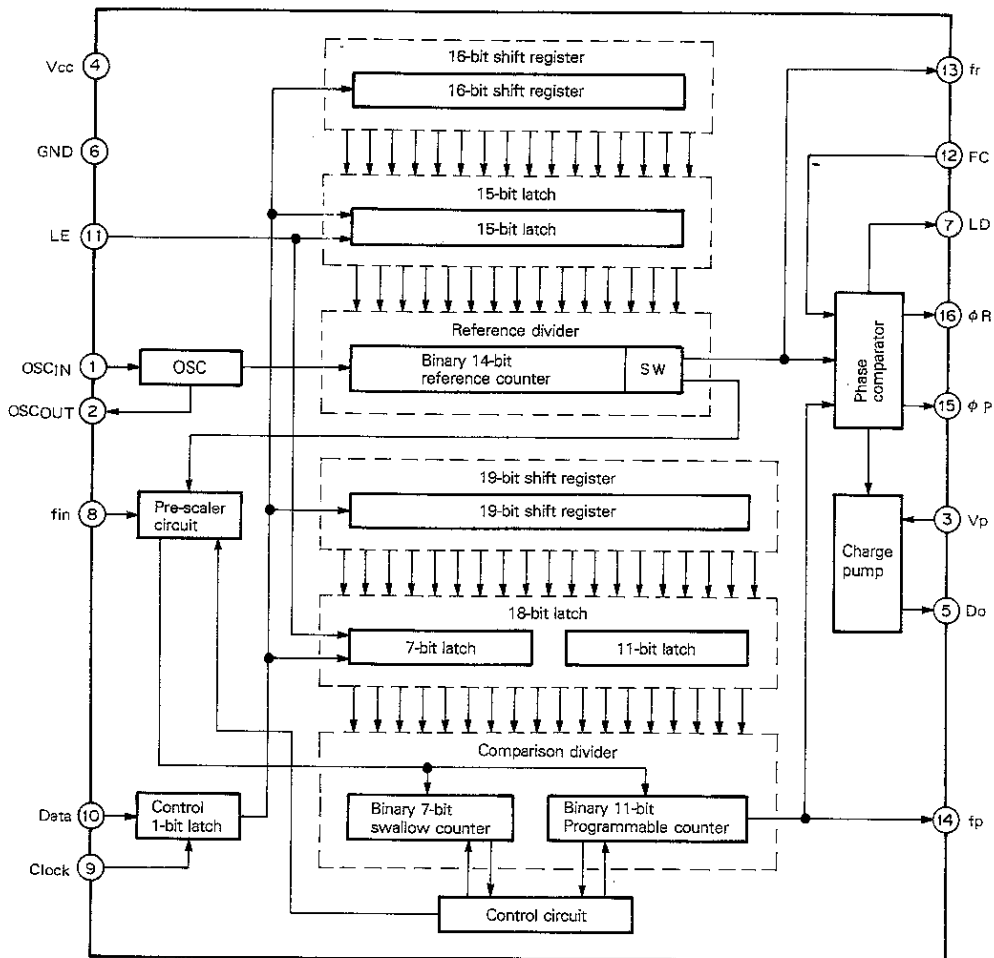 16-bit shift register
16-bit shift register
Vcc
4
13
fr
GND
6
12
FC
15-bit latch
15-bit latch
LE
11
7
LD
Reference divider
Binary 14-bit
reference counter
SW
OSCIN
1
OSC
OSCOUT
2
Phase
comparator
16
φR
15
φP
19-bit shift register
19-bit shift register
fin
8
Pre-scaler
circuit
3
Vp
Charge
pump
5
Do
18-bit latch
7-bit latch
11-bit latch
Comparison divider
Binary 7-bit
swallow counter
Binary 11-bit
Programmable counter
Data
10
Control
1-bit latch
Clock
9
14
fp
Control circuit